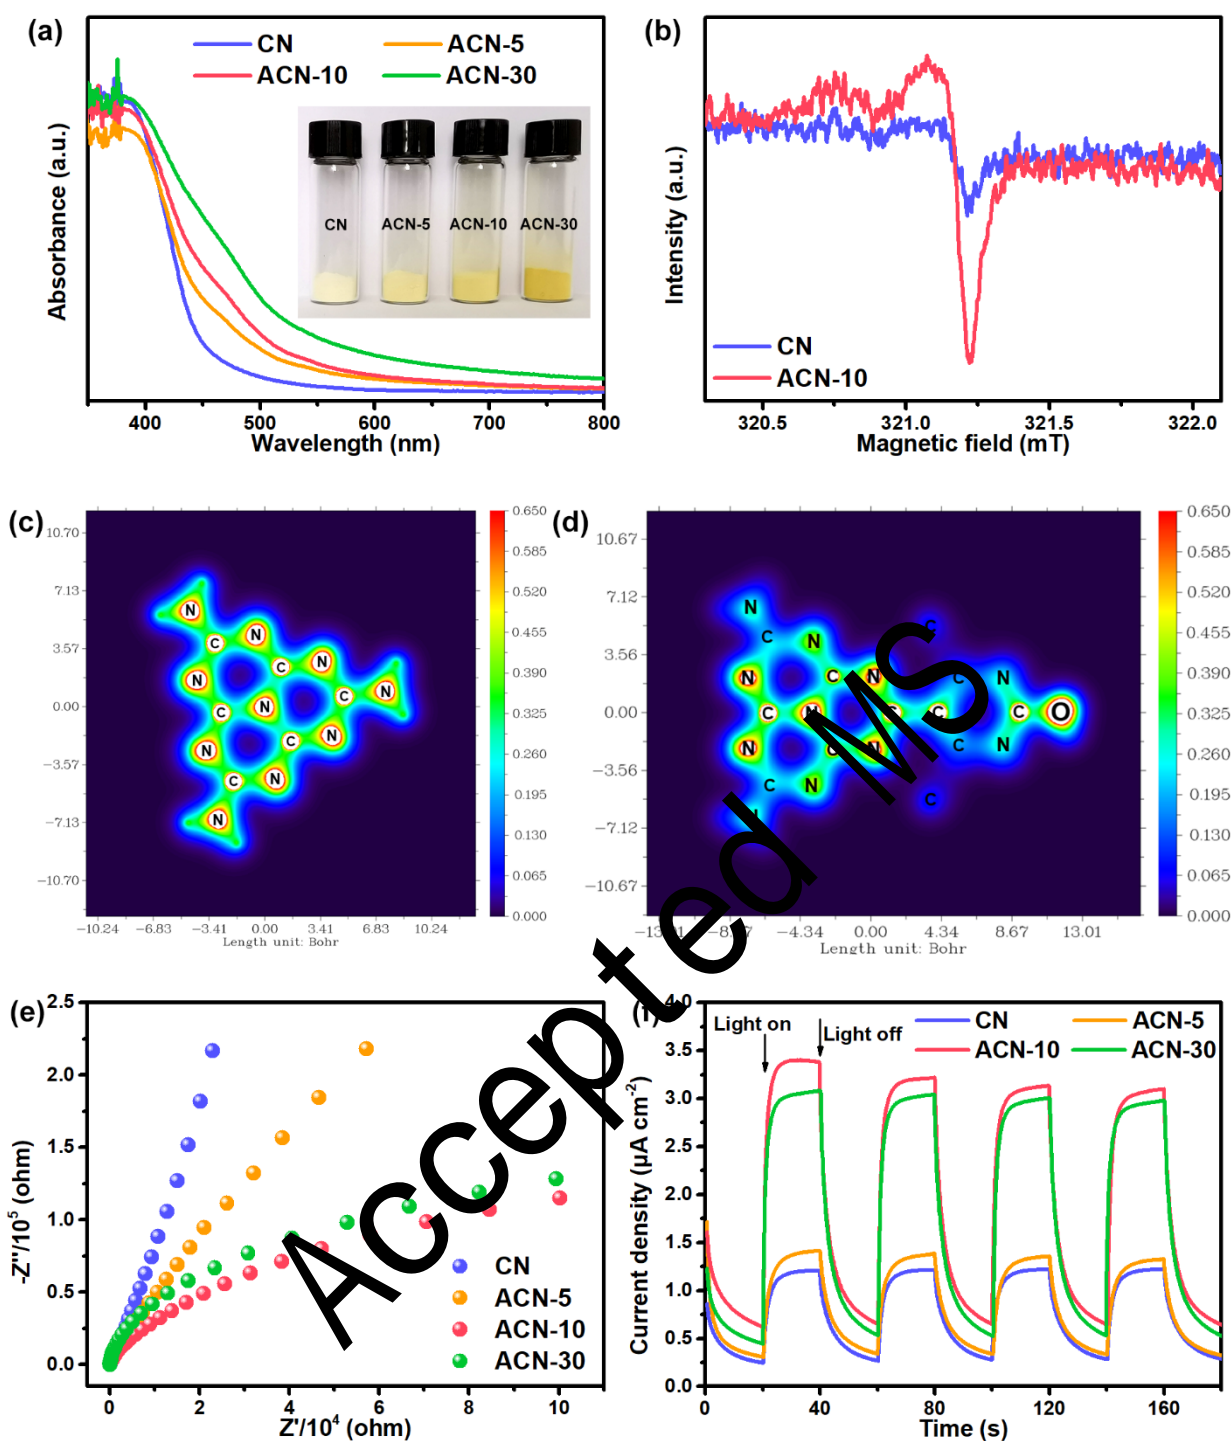 (a)
CN
ACN-5
ACN-10
ACN-30
CN
ACN-5
ACN-10
ACN-30
Absorbance (a.u.)
400
500
600
700
800
Wavelength (nm)
(b)
Intensity (a.u.)
CN
ACN-10
320.5
321.0
321.5
322.0
Magnetic field (mT)
(c)
10.70
7.13
3.57
0.00
−3.57
−7.13
−10.70
−10.24
−6.83
−3.41
0.00
3.41
6.83
10.24
Length unit: Bohr
N
C
N
N
C
N
C
N
C
N
C
N
N
C
N
N
0.650
0.585
0.520
0.455
0.390
0.325
0.260
0.195
0.130
0.065
0.000
(d)
10.67
7.12
3.56
0.00
−3.56
−7.12
−10.67
−4.34
0.00
4.34
8.67
13.01
Length unit: Bohr
N
C
N
C
N
C
N
C
N
C
N
C
C
C
O
N
C
N
C
N
C
N
C
0.650
0.585
0.520
0.455
0.390
0.325
0.260
0.195
0.130
0.065
0.000
Accepted MS
(e)
-Z''/10⁵ (ohm)
2.5
2.0
1.5
1.0
0.5
0.0
CN
ACN-5
ACN-10
ACN-30
0
2
4
6
8
10
Z'/10⁴ (ohm)
(f)
Current density (μA cm⁻²)
4.0
3.5
3.0
2.5
2.0
1.5
1.0
0.5
0.0
CN
ACN-5
ACN-10
ACN-30
Light on
Light off
0
40
80
120
160
Time (s)